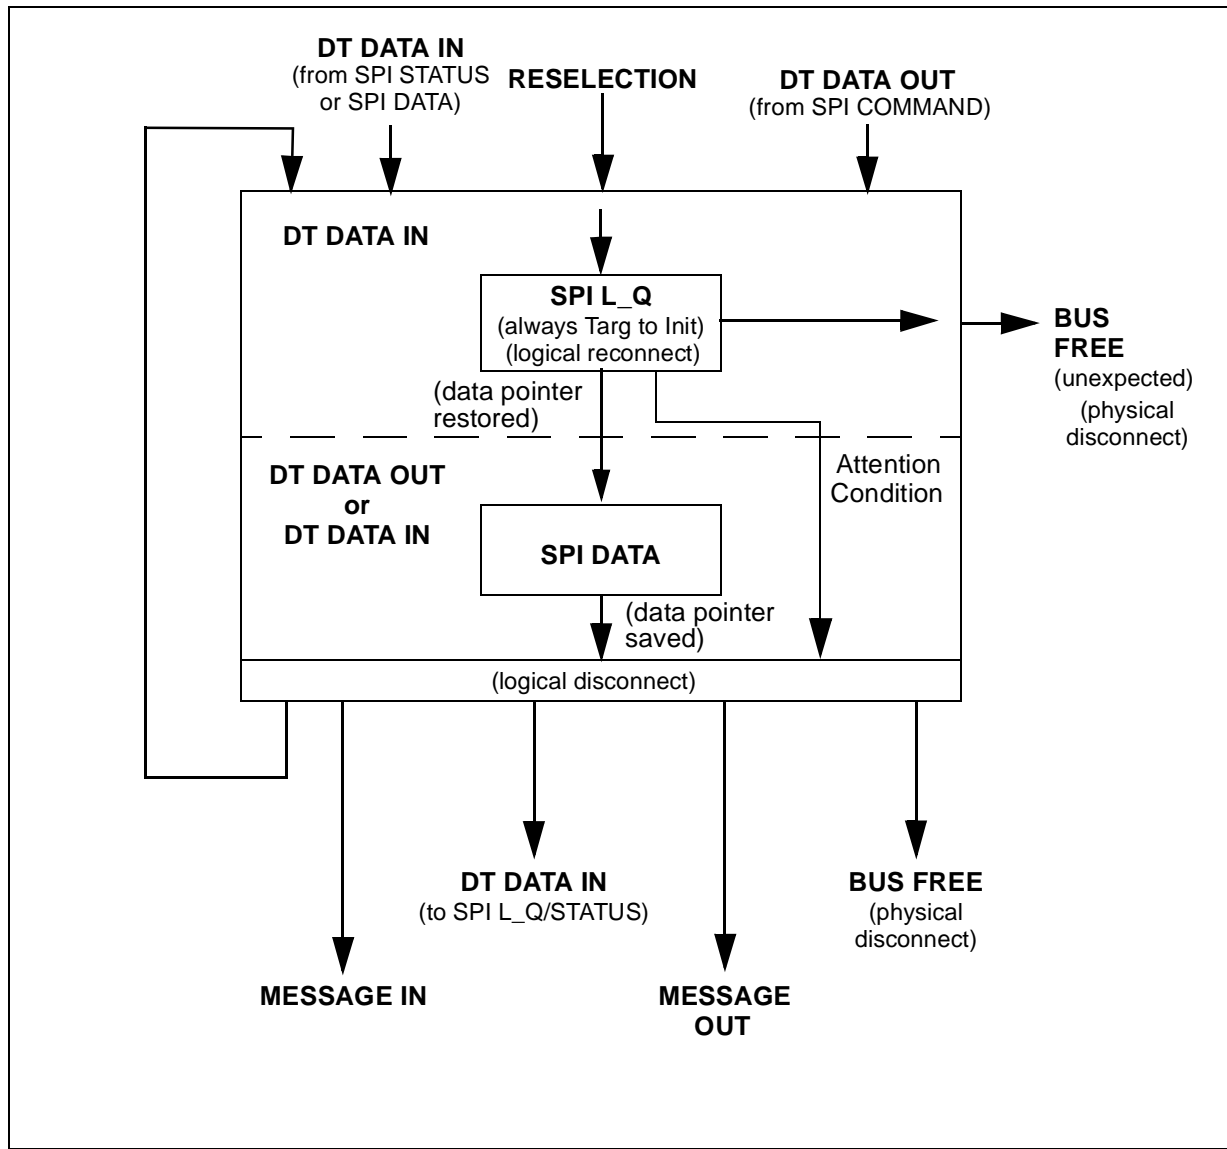 DT DATA IN
(from SPI STATUS
or SPI DATA)
RESELECTION
DT DATA OUT
(from SPI COMMAND)
DT DATA IN
SPI L_Q
(always Targ to Init)
(logical reconnect)
BUS
FREE
(unexpected)
(physical
disconnect)
(data pointer
restored)
DT DATA OUT
or
DT DATA IN
Attention
Condition
SPI DATA
(data pointer
saved)
(logical disconnect)
DT DATA IN
(to SPI L_Q/STATUS)
BUS FREE
(physical
disconnect)
MESSAGE IN
MESSAGE
OUT